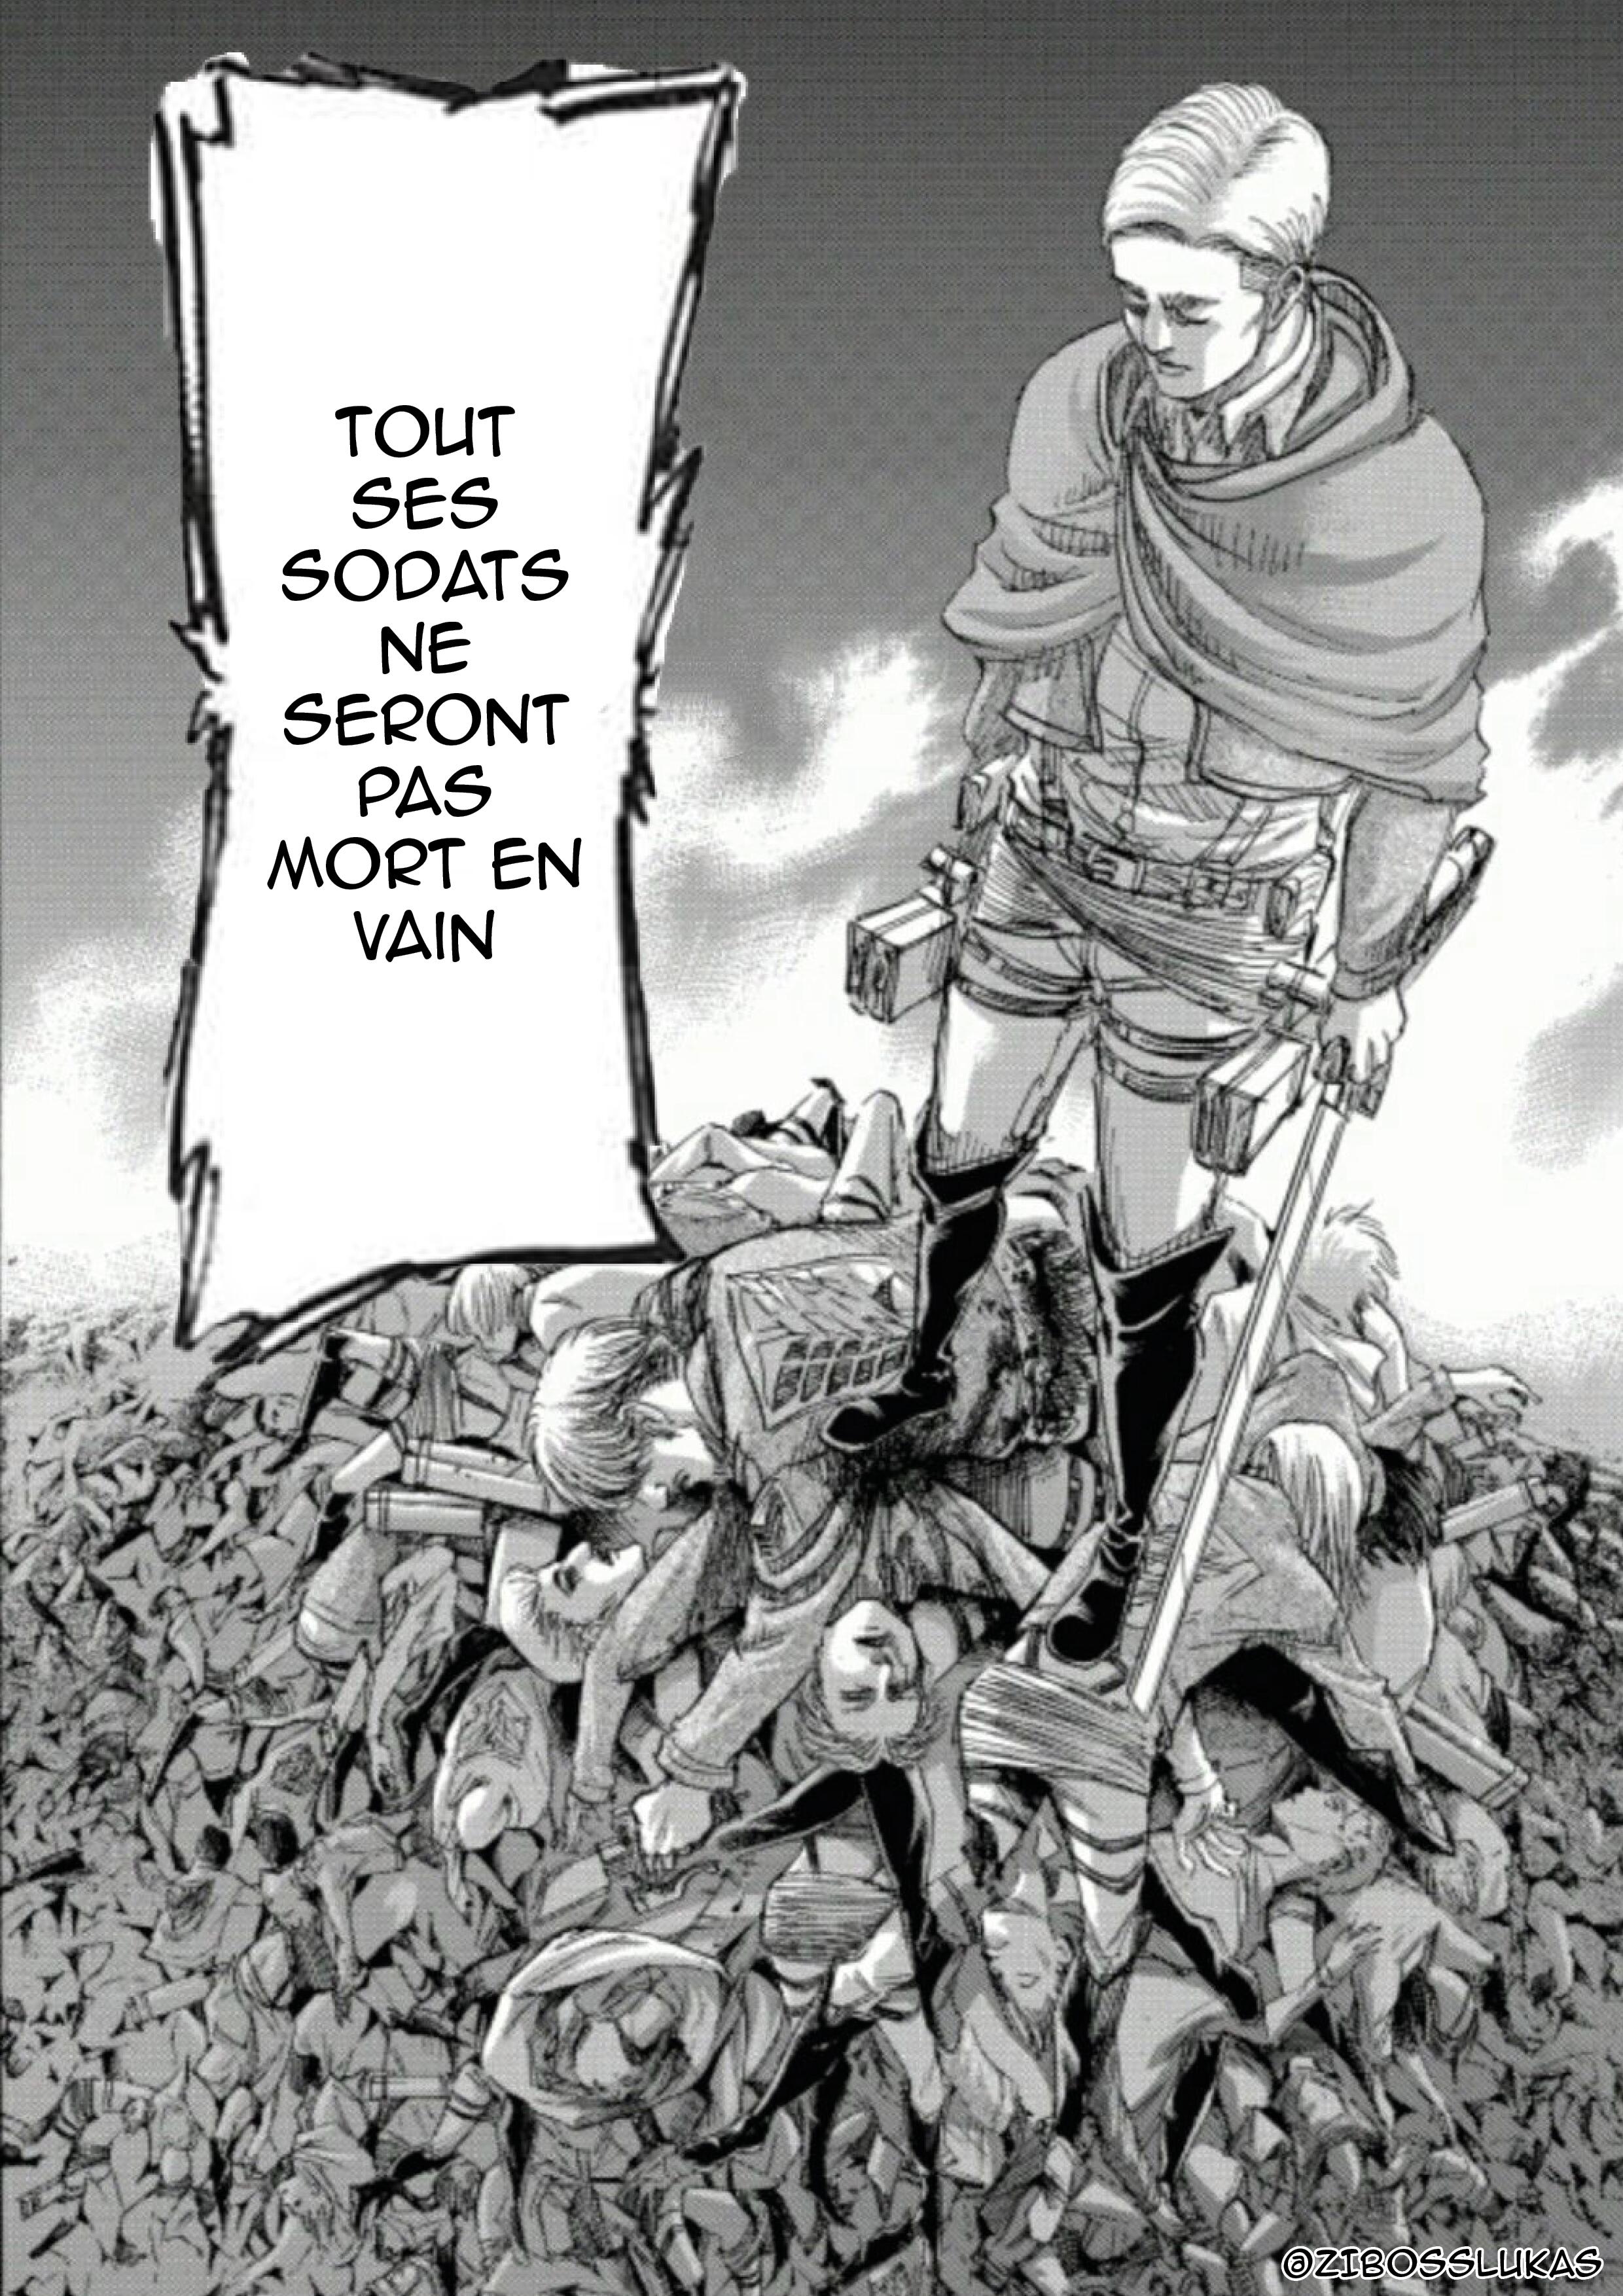 TOUT
SES
SODATS
NE
SERONT
PAS
MORT EN
VAIN
@ZIBOSSLUKAS